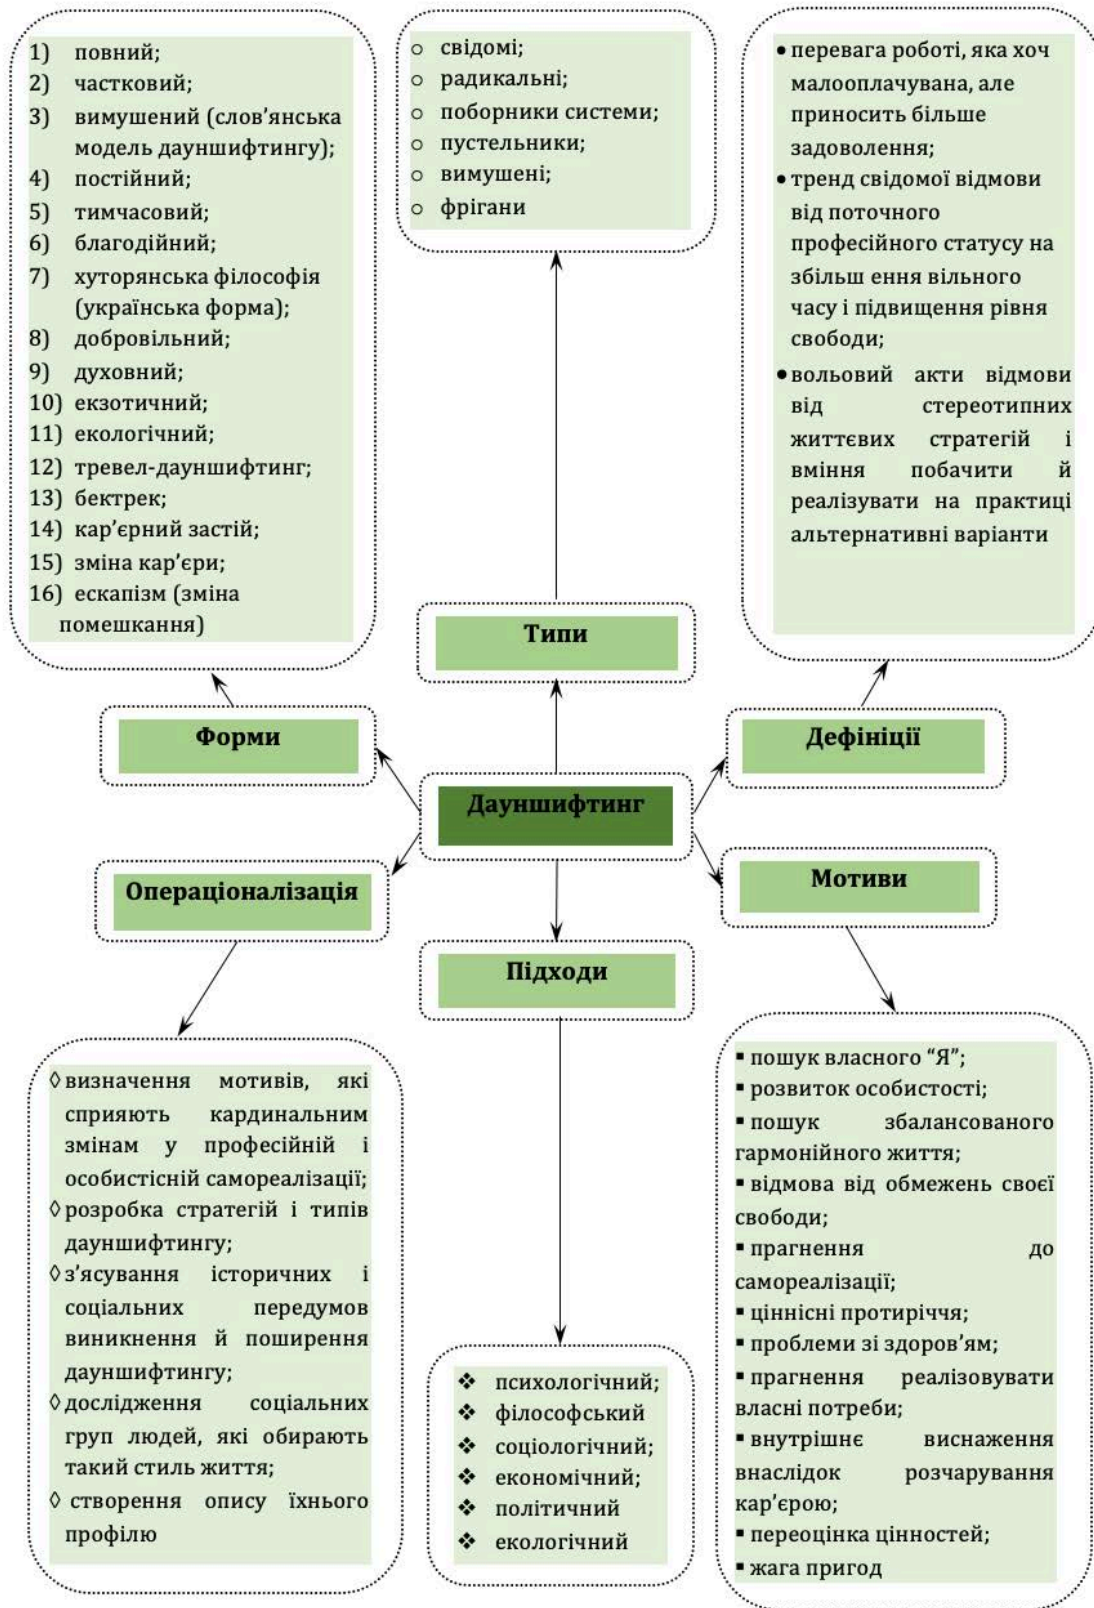 1) повний;
2) частковий;
3) вимушений (слов’янська
модель дауншифтингу);
4) постійний;
5) тимчасовий;
6) благодійний;
7) хуторянська філософія
(українська форма);
8) добровільний;
9) духовний;
10) екзотичний;
11) екологічний;
12) тревел-дауншифтинг;
13) бектрек;
14) кар’єрний застій;
15) зміна кар’єри;
16) ескапізм (зміна
помешкання)
○ свідомі;
○ радикальні;
○ поборники системи;
○ пустельники;
○ вимушені;
○ фрігани
• перевага роботі, яка хоч
малооплачувана, але
приносить більше
задоволення;
• тренд свідомої відмови
від поточного
професійного статусу на
збільш ення вільного
часу і підвищення рівня
свободи;
• вольовий акти відмови
від стереотипних
життєвих стратегій і
вміння побачити й
реалізувати на практиці
альтернативні варіанти
Типи
Форми
Дефініції
Дауншифтинг
Операціоналізація
Мотиви
Підходи
◊ визначення мотивів, які
сприяють кардинальним
змінам у професійній і
особистісній самореалізації;
◊ розробка стратегій і типів
дауншифтингу;
◊ з’ясування історичних і
соціальних передумов
виникнення й поширення
дауншифтингу;
◊ дослідження соціальних
груп людей, які обирають
такий стиль життя;
◊ створення опису їхнього
профілю
❖ психологічний;
❖ філософський
❖ соціологічний;
❖ економічний;
❖ політичний
❖ екологічний
▪ пошук власного “Я”;
▪ розвиток особистості;
▪ пошук збалансованого
гармонійного життя;
▪ відмова від обмежень своєї
свободи;
▪ прагнення до
самореалізації;
▪ ціннісні протиріччя;
▪ проблеми зі здоров’ям;
▪ прагнення реалізовувати
власні потреби;
▪ внутрішнє виснаження
внаслідок розчарування
кар’єрою;
▪ переоцінка цінностей;
▪ жага пригод